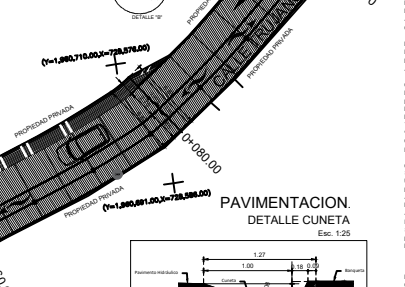 DETALLE "B"
PROPIEDAD
(Y=1,960,710.00,X=728,576.00)
CALLE TRUJANO
PROPIEDAD PRIVADA
PROPIEDAD PRIVADA
0+080.00
PROPIEDAD PRIVADA
(Y=1,960,691.00,X=728,586.00)
PAVIMENTACION.
DETALLE CUNETA
Esc. 1:25
1.27
1.00
0.18
Pavimento Hidráulico
Cuneta
Banqueta